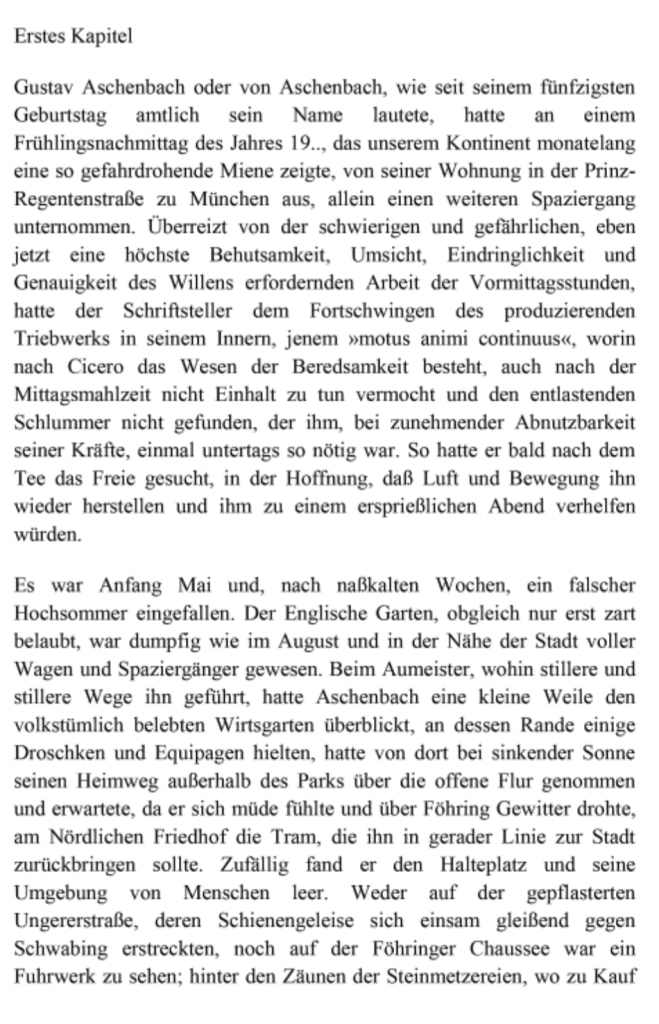 Erstes Kapitel
Gustav Aschenbach oder von Aschenbach, wie seit seinem fünfzigsten
Geburtstag amtlich sein Name lautete, hatte an einem
Frühlingsnachmittag des Jahres 19.., das unserem Kontinent monatelang
eine so gefahrdrohende Miene zeigte, von seiner Wohnung in der Prinz-
Regentenstraße zu München aus, allein einen weiteren Spaziergang
unternommen. Überreizt von der schwierigen und gefährlichen, eben
jetzt eine höchste Behutsamkeit, Umsicht, Eindringlichkeit und
Genauigkeit des Willens erfordernden Arbeit der Vormittagsstunden,
hatte der Schriftsteller dem Fortschwingen des produzierenden
Triebwerks in seinem Innern, jenem »motus animi continuus«, worin
nach Cicero das Wesen der Beredsamkeit besteht, auch nach der
Mittagsmahlzeit nicht Einhalt zu tun vermocht und den entlastenden
Schlummer nicht gefunden, der ihm, bei zunehmender Abnutzbarkeit
seiner Kräfte, einmal untertags so nötig war. So hatte er bald nach dem
Tee das Freie gesucht, in der Hoffnung, daß Luft und Bewegung ihn
wieder herstellen und ihm zu einem ersprießlichen Abend verhelfen
würden.
Es war Anfang Mai und, nach naßkalten Wochen, ein falscher
Hochsommer eingefallen. Der Englische Garten, obgleich nur erst zart
belaubt, war dumpfig wie im August und in der Nähe der Stadt voller
Wagen und Spaziergänger gewesen. Beim Aumeister, wohin stillere und
stillere Wege ihn geführt, hatte Aschenbach eine kleine Weile den
volkstümlich belebten Wirtsgarten überblickt, an dessen Rande einige
Droschken und Equipagen hielten, hatte von dort bei sinkender Sonne
seinen Heimweg außerhalb des Parks über die offene Flur genommen
und erwartete, da er sich müde fühlte und über Föhring Gewitter drohte,
am Nördlichen Friedhof die Tram, die ihn in gerader Linie zur Stadt
zurückbringen sollte. Zufällig fand er den Halteplatz und seine
Umgebung von Menschen leer. Weder auf der gepflasterten
Ungererstraße, deren Schienengeleise sich einsam gleißend gegen
Schwabing erstreckten, noch auf der Föhringer Chaussee war ein
Fuhrwerk zu sehen; hinter den Zäunen der Steinmetzereien, wo zu Kauf